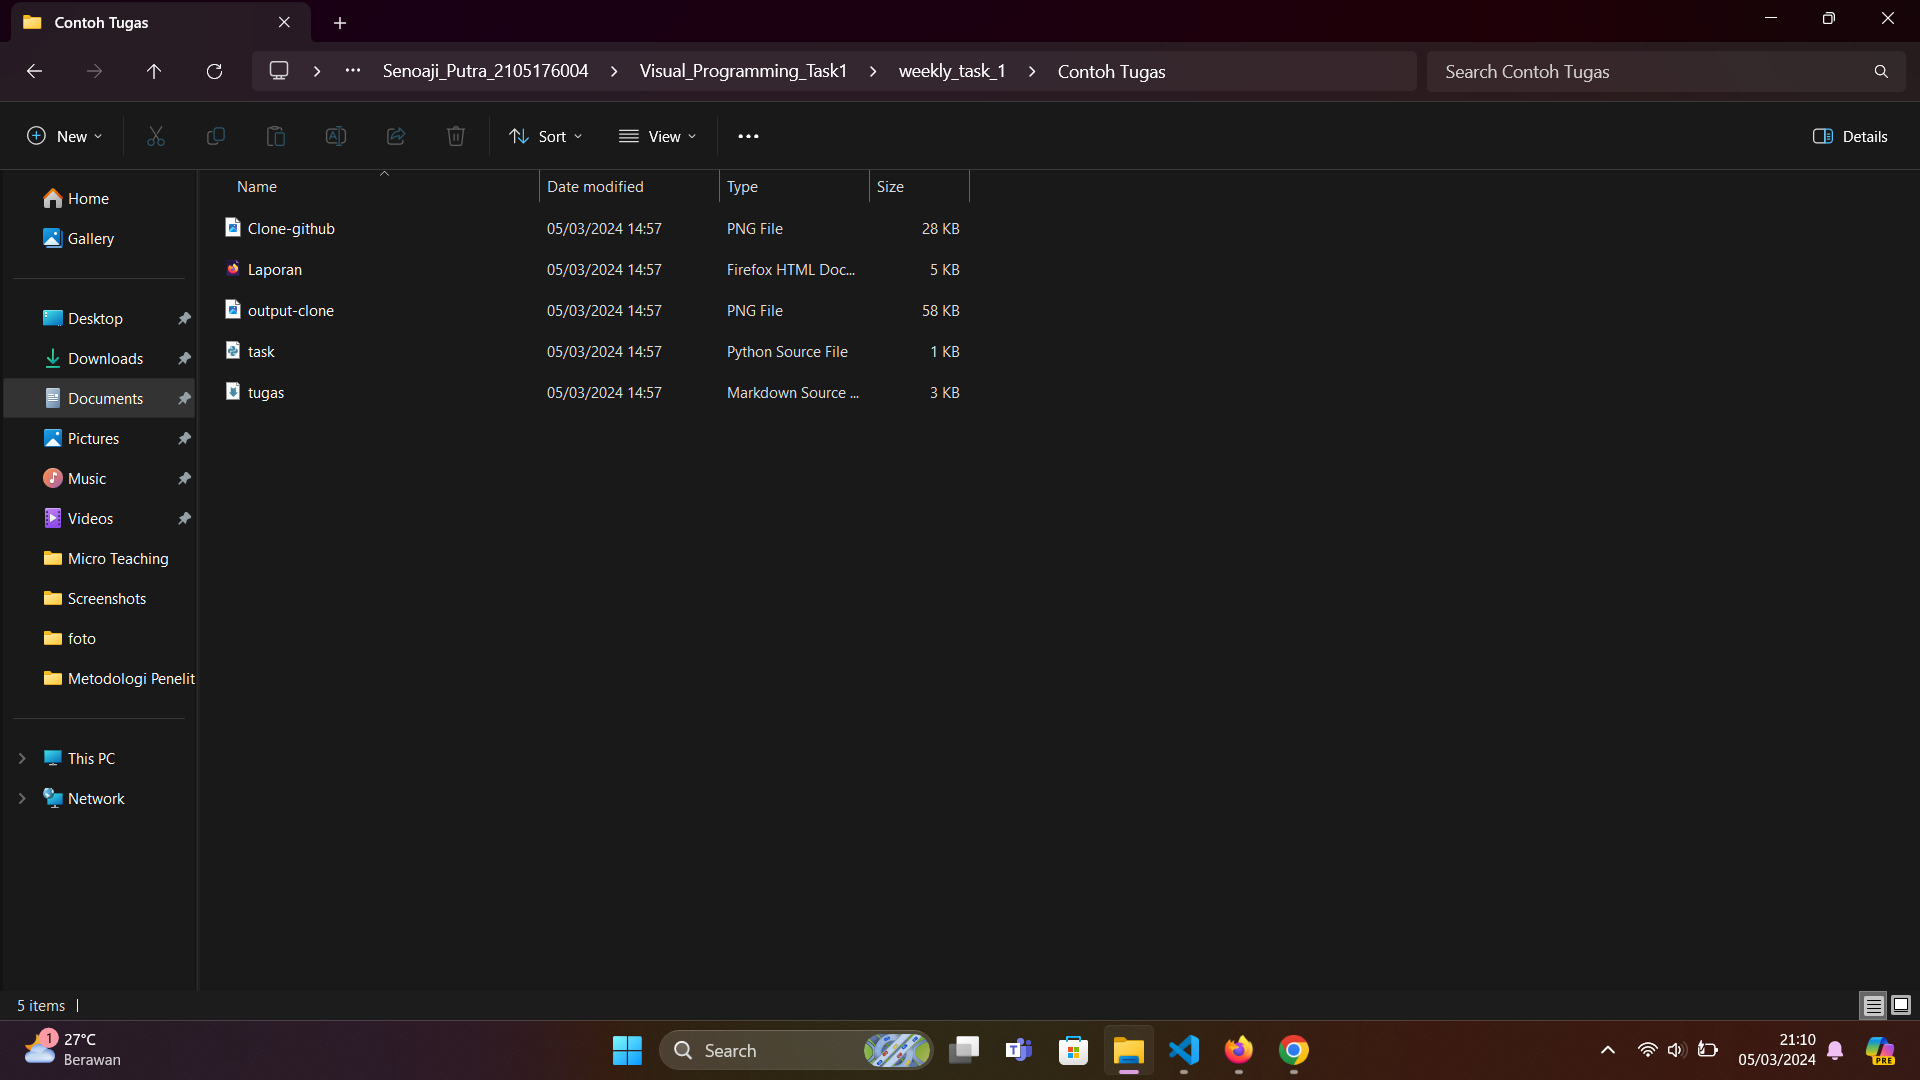 Contoh Tugas
Senoaji_Putra_2105176004 > Visual_Programming_Task1 > weekly_task_1 > Contoh Tugas
Search Contoh Tugas
New
Sort
View
Details
Name Date modified Type Size
Clone-github 05/03/2024 14:57 PNG File 28 KB
Laporan 05/03/2024 14:57 Firefox HTML Doc... 5 KB
output-clone 05/03/2024 14:57 PNG File 58 KB
task 05/03/2024 14:57 Python Source File 1 KB
tugas 05/03/2024 14:57 Markdown Source ... 3 KB
Home
Gallery
Desktop
Downloads
Documents
Pictures
Music
Videos
Micro Teaching
Screenshots
foto
Metodologi Penelit
This PC
Network
5 items
1
27°C
Berawan
Search
21:10
05/03/2024
PRE